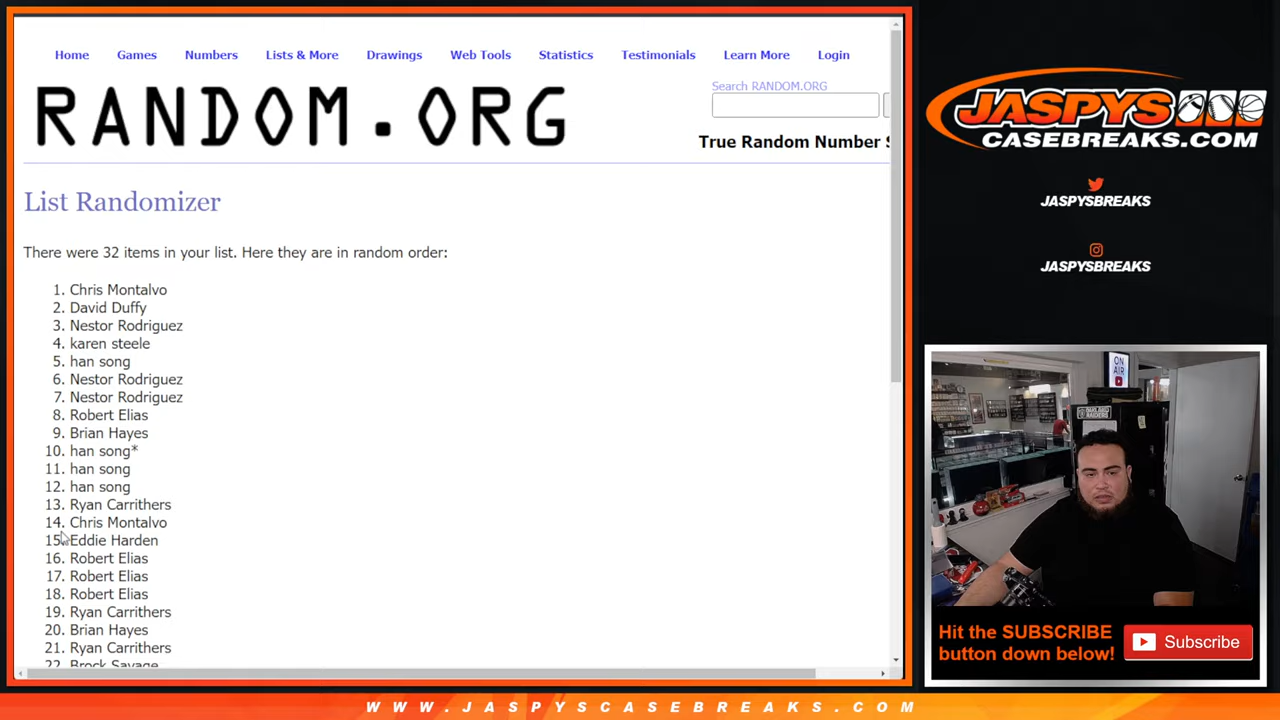 Home Games Numbers Lists & More Drawings Web Tools Statistics Testimonials Learn More Login
Search RANDOM.ORG
RANDOM.ORG
True Random Number S
List Randomizer
There were 32 items in your list. Here they are in random order:
1. Chris Montalvo
2. David Duffy
3. Nestor Rodriguez
4. karen steele
5. han song
6. Nestor Rodriguez
7. Nestor Rodriguez
8. Robert Elias
9. Brian Hayes
10. han song*
11. han song
12. han song
13. Ryan Carrithers
14. Chris Montalvo
15. Eddie Harden
16. Robert Elias
17. Robert Elias
18. Robert Elias
19. Ryan Carrithers
20. Brian Hayes
21. Ryan Carrithers
22. Brock Savage
JASPYS
CASEBREAKS.COM
JASPYSBREAKS
JASPYSBREAKS
ON
AIR
Hit the SUBSCRIBE
button down below!
Subscribe
WWW.JASPYSCASEBREAKS.COM